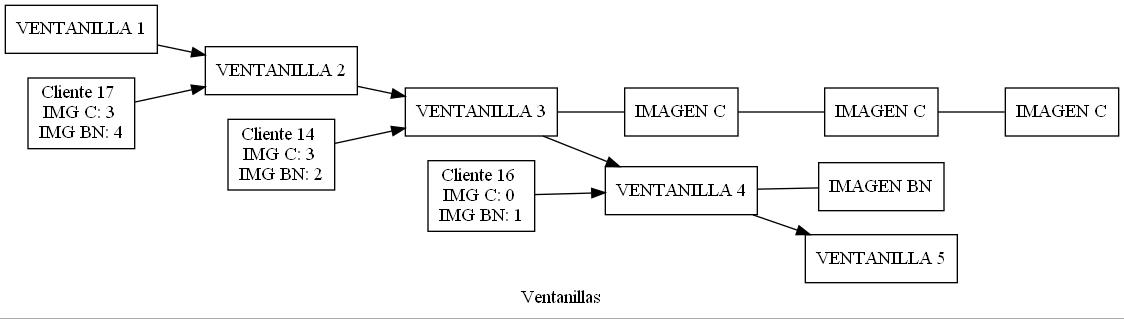 VENTANILLA 1
VENTANILLA 2
Cliente 17
IMG C: 3
IMG BN: 4
VENTANILLA 3
IMAGEN C
IMAGEN C
IMAGEN C
Cliente 14
IMG C: 3
IMG BN: 2
Cliente 16
IMG C: 0
IMG BN: 1
VENTANILLA 4
IMAGEN BN
VENTANILLA 5
Ventanillas